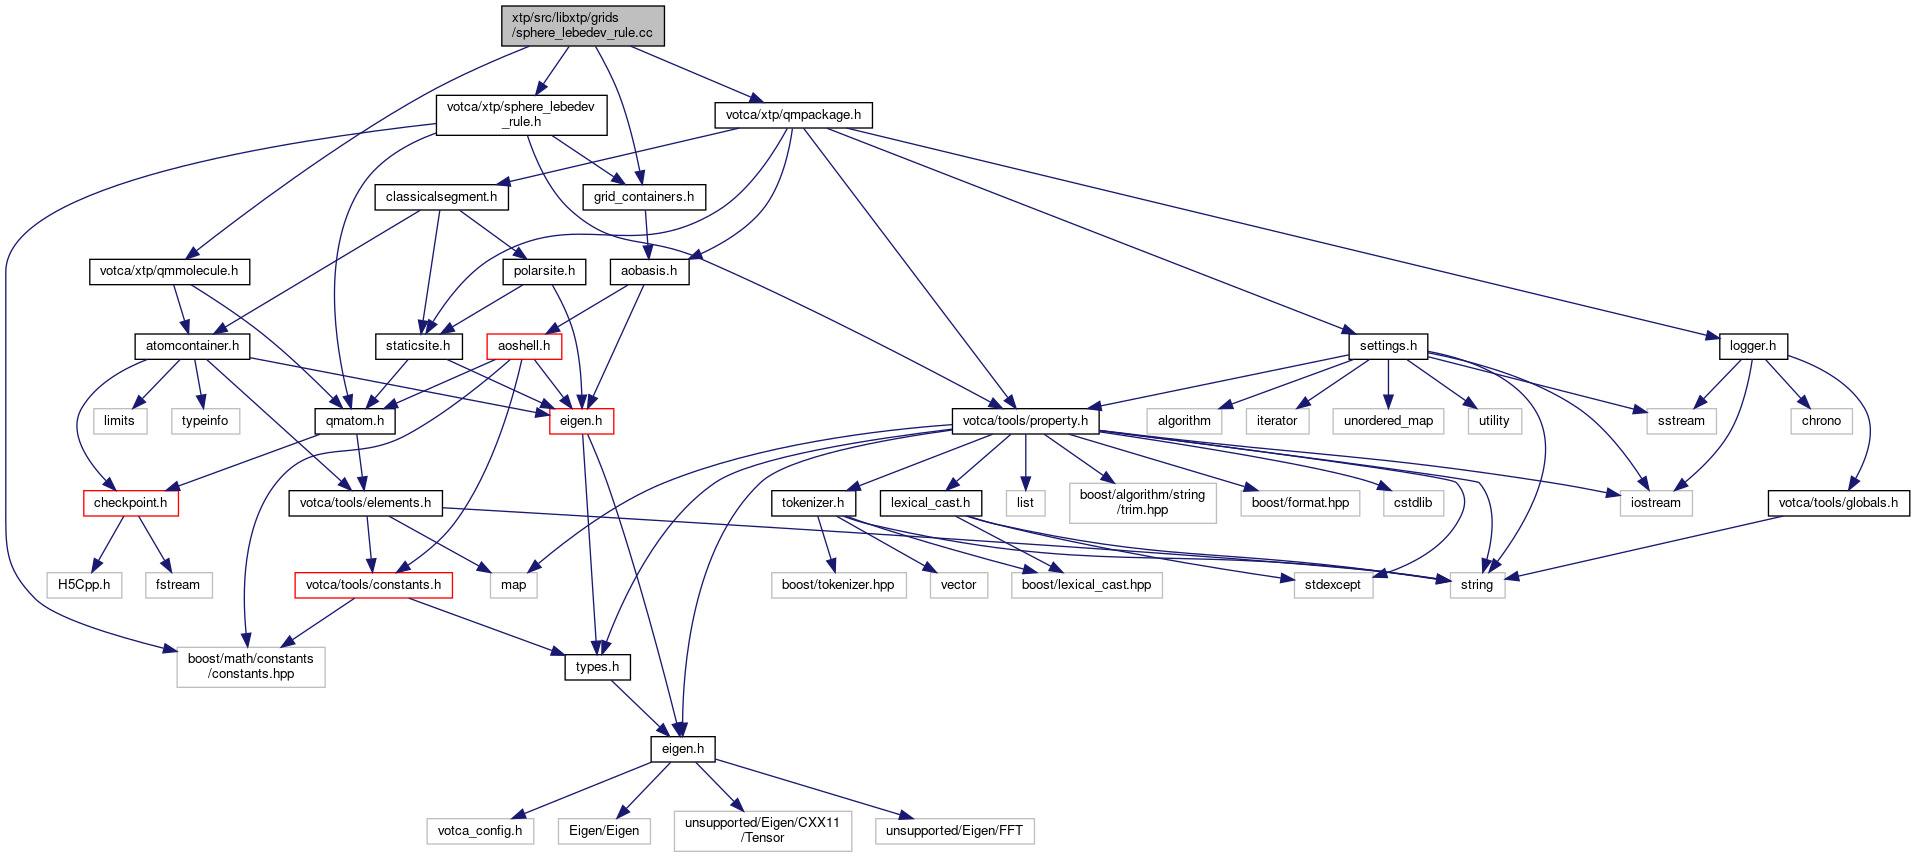 xtp/src/libxtp/grids
/sphere_lebedev_rule.cc
votca/xtp/sphere_lebedev
_rule.h
votca/xtp/qmpackage.h
classicalsegment.h
grid_containers.h
votca/xtp/qmmolecule.h
polarsite.h
aobasis.h
atomcontainer.h
staticsite.h
aoshell.h
settings.h
logger.h
limits
typeinfo
qmatom.h
eigen.h
votca/tools/property.h
algorithm
iterator
unordered_map
utility
sstream
chrono
checkpoint.h
votca/tools/elements.h
tokenizer.h
lexical_cast.h
list
boost/algorithm/string
/trim.hpp
boost/format.hpp
cstdlib
iostream
votca/tools/globals.h
H5Cpp.h
fstream
votca/tools/constants.h
map
boost/tokenizer.hpp
vector
boost/lexical_cast.hpp
stdexcept
string
boost/math/constants
/constants.hpp
types.h
eigen.h
votca_config.h
Eigen/Eigen
unsupported/Eigen/CXX11
/Tensor
unsupported/Eigen/FFT